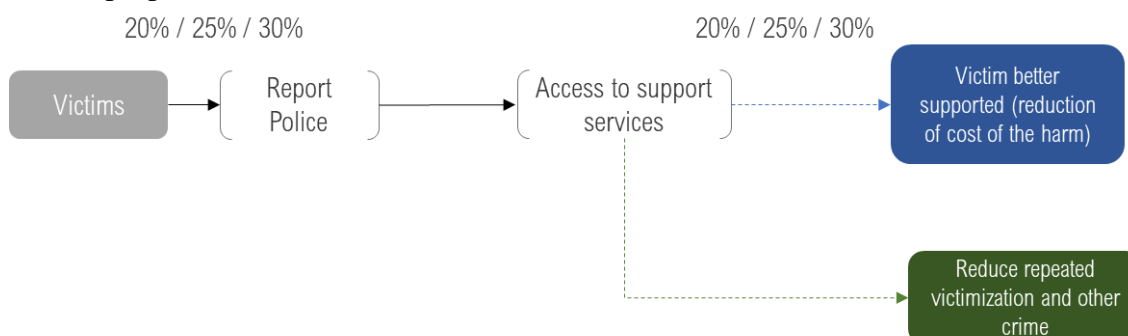 20% / 25% / 30%
20% / 25% / 30%
Victims
Report
Police
Access to support
services
Victim better
supported (reduction
of cost of the harm)
Reduce repeated
victimization and other
crime